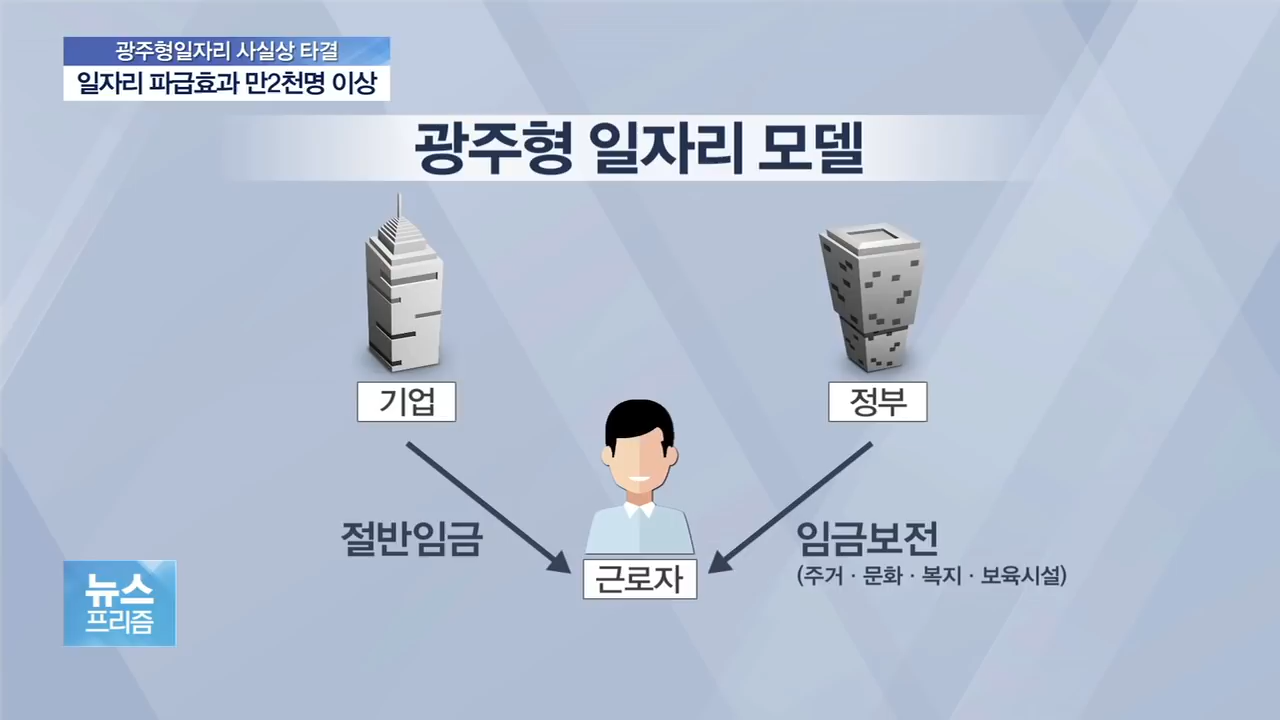 광주형일자리 사실상 타결
일자리 파급효과 만2천명 이상
광주형 일자리 모델
기업
정부
절반임금
임금보전
(주거 · 문화 · 복지 · 보육시설)
근로자
뉴스
프리즘